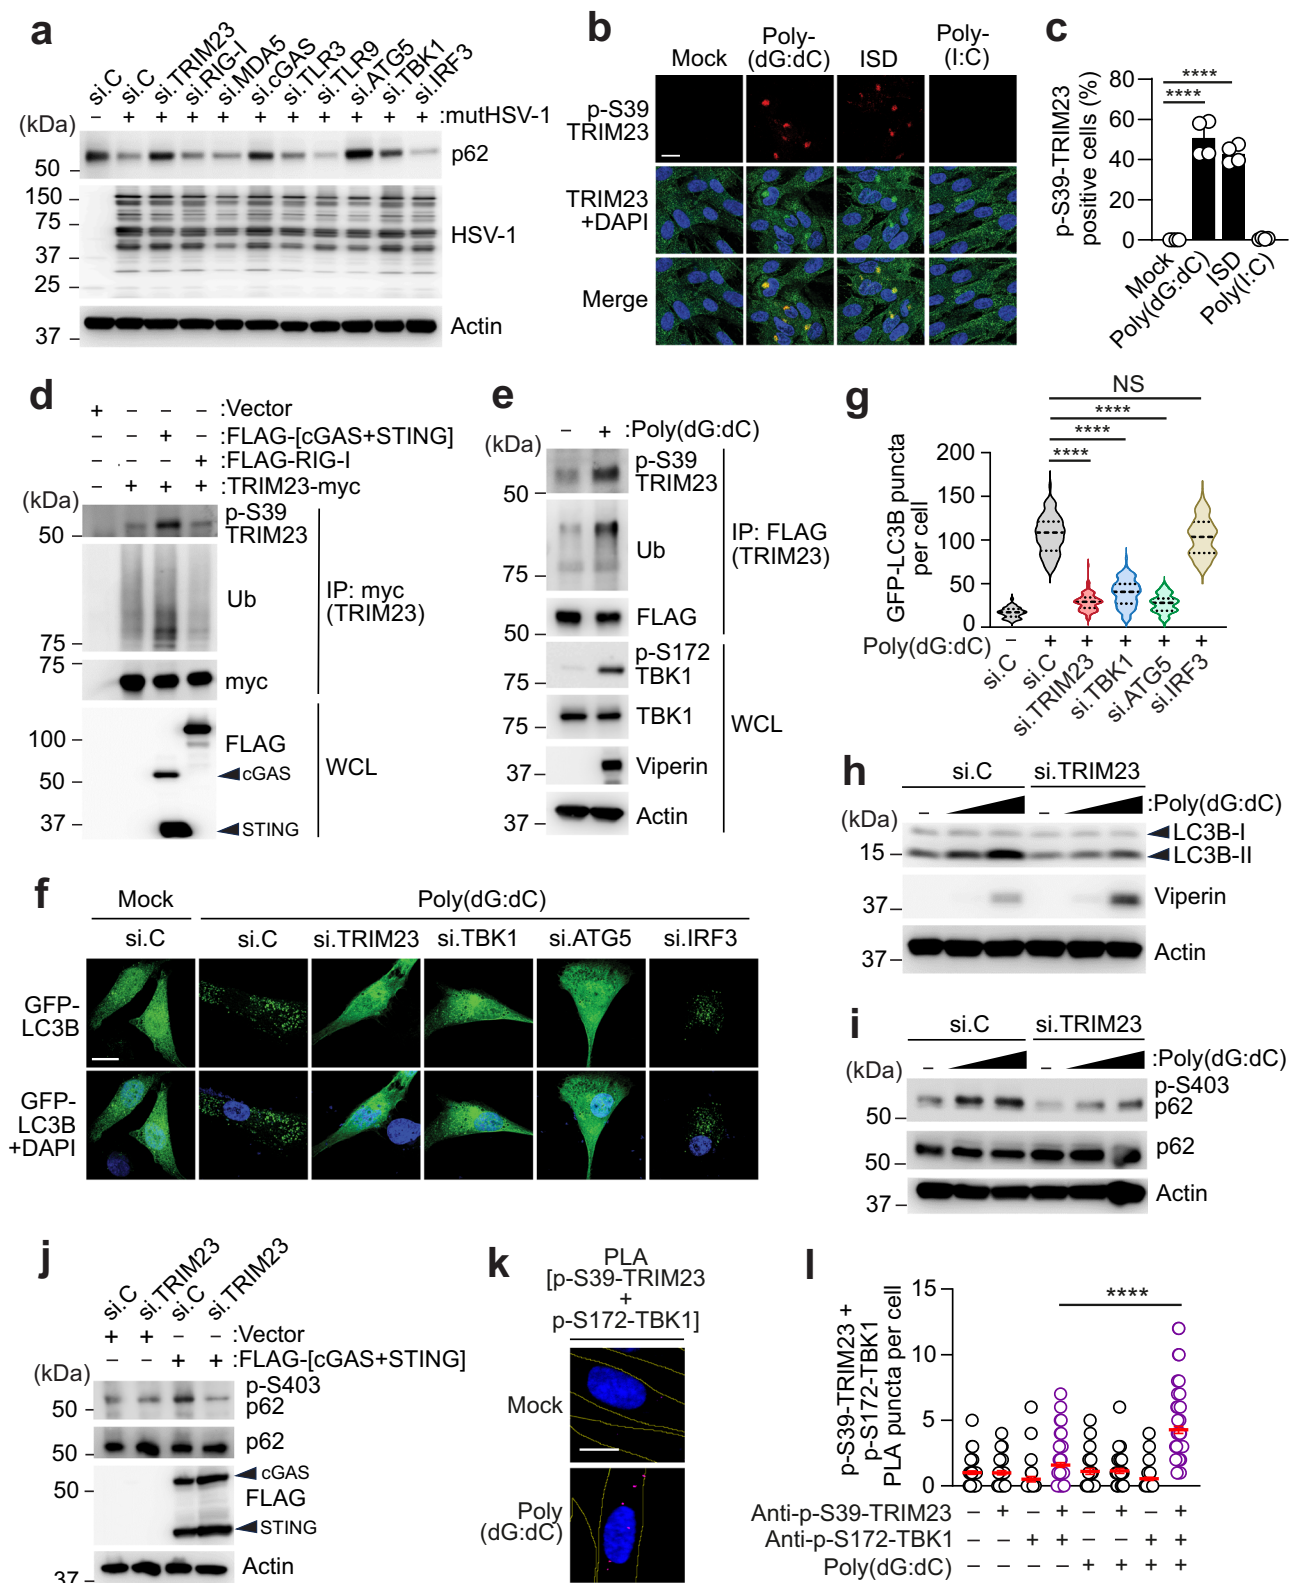 a
si.C si.C si.TRIM23 si.RIG-I si.MDA5 si.cGAS si.TLR3 si.TLR9 si.ATG5 si.TBK1 si.IRF3
(kDa) – + + + + + + + + + + :mutHSV-1
50 p62
150
75
37
25
HSV-1
37 Actin
b
Mock Poly-(dG:dC) ISD Poly-(I:C)
p-S39
TRIM23
TRIM23
+DAPI
Merge
c
p-S39-TRIM23
positive cells (%)
80
60
40
20
0
****
****
Mock
Poly(dG:dC)
ISD
Poly(I:C)
d
+ – – – :Vector
– – + – :FLAG-[cGAS+STING]
– – – + :FLAG-RIG-I
– + + + :TRIM23-myc
(kDa)
50 p-S39
TRIM23
Ub
75
75
myc
IP: myc
(TRIM23)
100
50
37
FLAG
cGAS
STING
WCL
e
(kDa) – + :Poly(dG:dC)
50 p-S39
TRIM23
75 Ub
50 FLAG
IP: FLAG
(TRIM23)
75 p-S172
TBK1
75 TBK1
37 Viperin
37 Actin
WCL
f
Mock Poly(dG:dC)
si.C si.C si.TRIM23 si.TBK1 si.ATG5 si.IRF3
GFP-
LC3B
GFP-
LC3B
+DAPI
g
GFP-LC3B puncta
per cell
200
150
100
50
0
NS
****
****
****
Poly(dG:dC) – + + + + +
si.C si.C si.TRIM23 si.TBK1 si.ATG5 si.IRF3
h
si.C si.TRIM23
– – :Poly(dG:dC)
(kDa)
15 LC3B-I
LC3B-II
37 Viperin
37 Actin
i
si.C si.TRIM23
– – :Poly(dG:dC)
(kDa)
50 p-S403
p62
50 p62
37 Actin
j
si.C si.TRIM23 si.C si.TRIM23
+ + – – :Vector
– – + + :FLAG-[cGAS+STING]
(kDa)
50 p-S403
p62
50 p62
50 cGAS
FLAG
STING
37 Actin
k
PLA
[p-S39-TRIM23
+
p-S172-TBK1]
Mock
Poly
(dG:dC)
l
p-S39-TRIM23 +
p-S172-TBK1
PLA puncta per cell
15
10
5
0
****
Anti-p-S39-TRIM23 – + – + – + – +
Anti-p-S172-TBK1 – – + + – – + +
Poly(dG:dC) – – – – + + + +